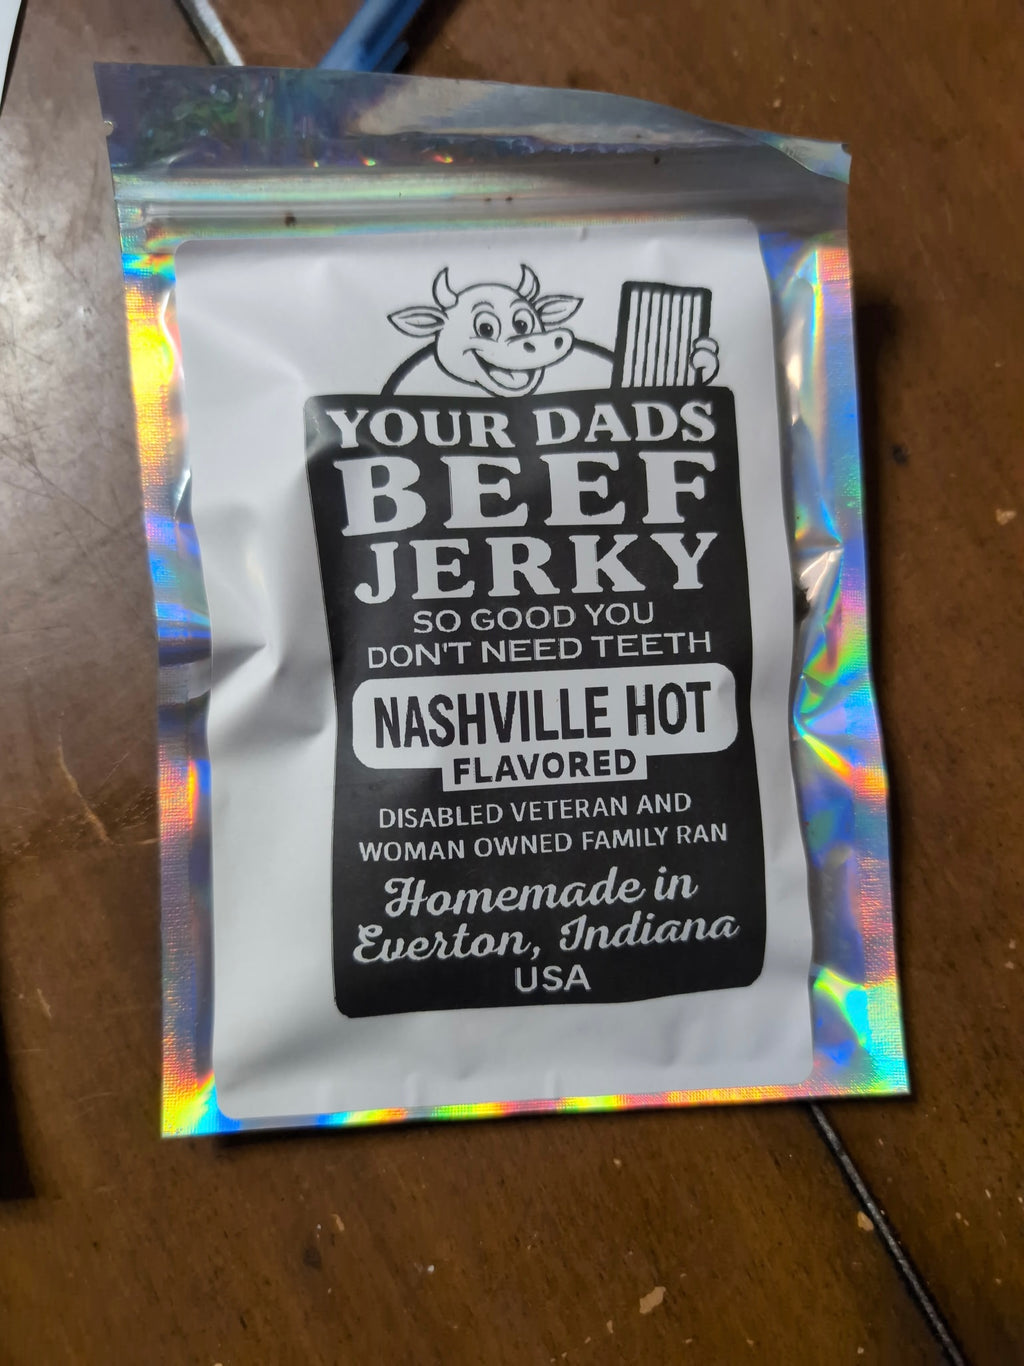 YOUR DADS
BEEF
JERKY
SO GOOD YOU
DON'T NEED TEETH
NASHVILLE HOT
FLAVORED
DISABLED VETERAN AND
WOMAN OWNED FAMILY RAN
Homemade in
Everton, Indiana
USA